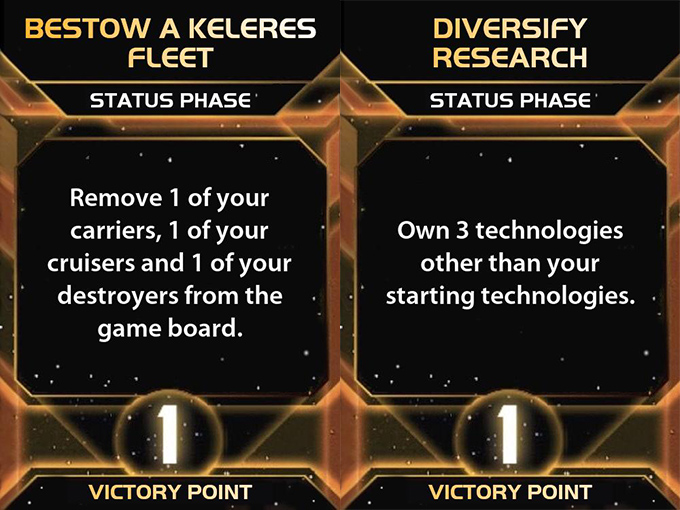 BESTOW A KELERES
FLEET
STATUS PHASE
Remove 1 of your
carriers, 1 of your
cruisers and 1 of your
destroyers from the
game board.
1
VICTORY POINT
DIVERSIFY
RESEARCH
STATUS PHASE
Own 3 technologies
other than your
starting technologies.
1
VICTORY POINT